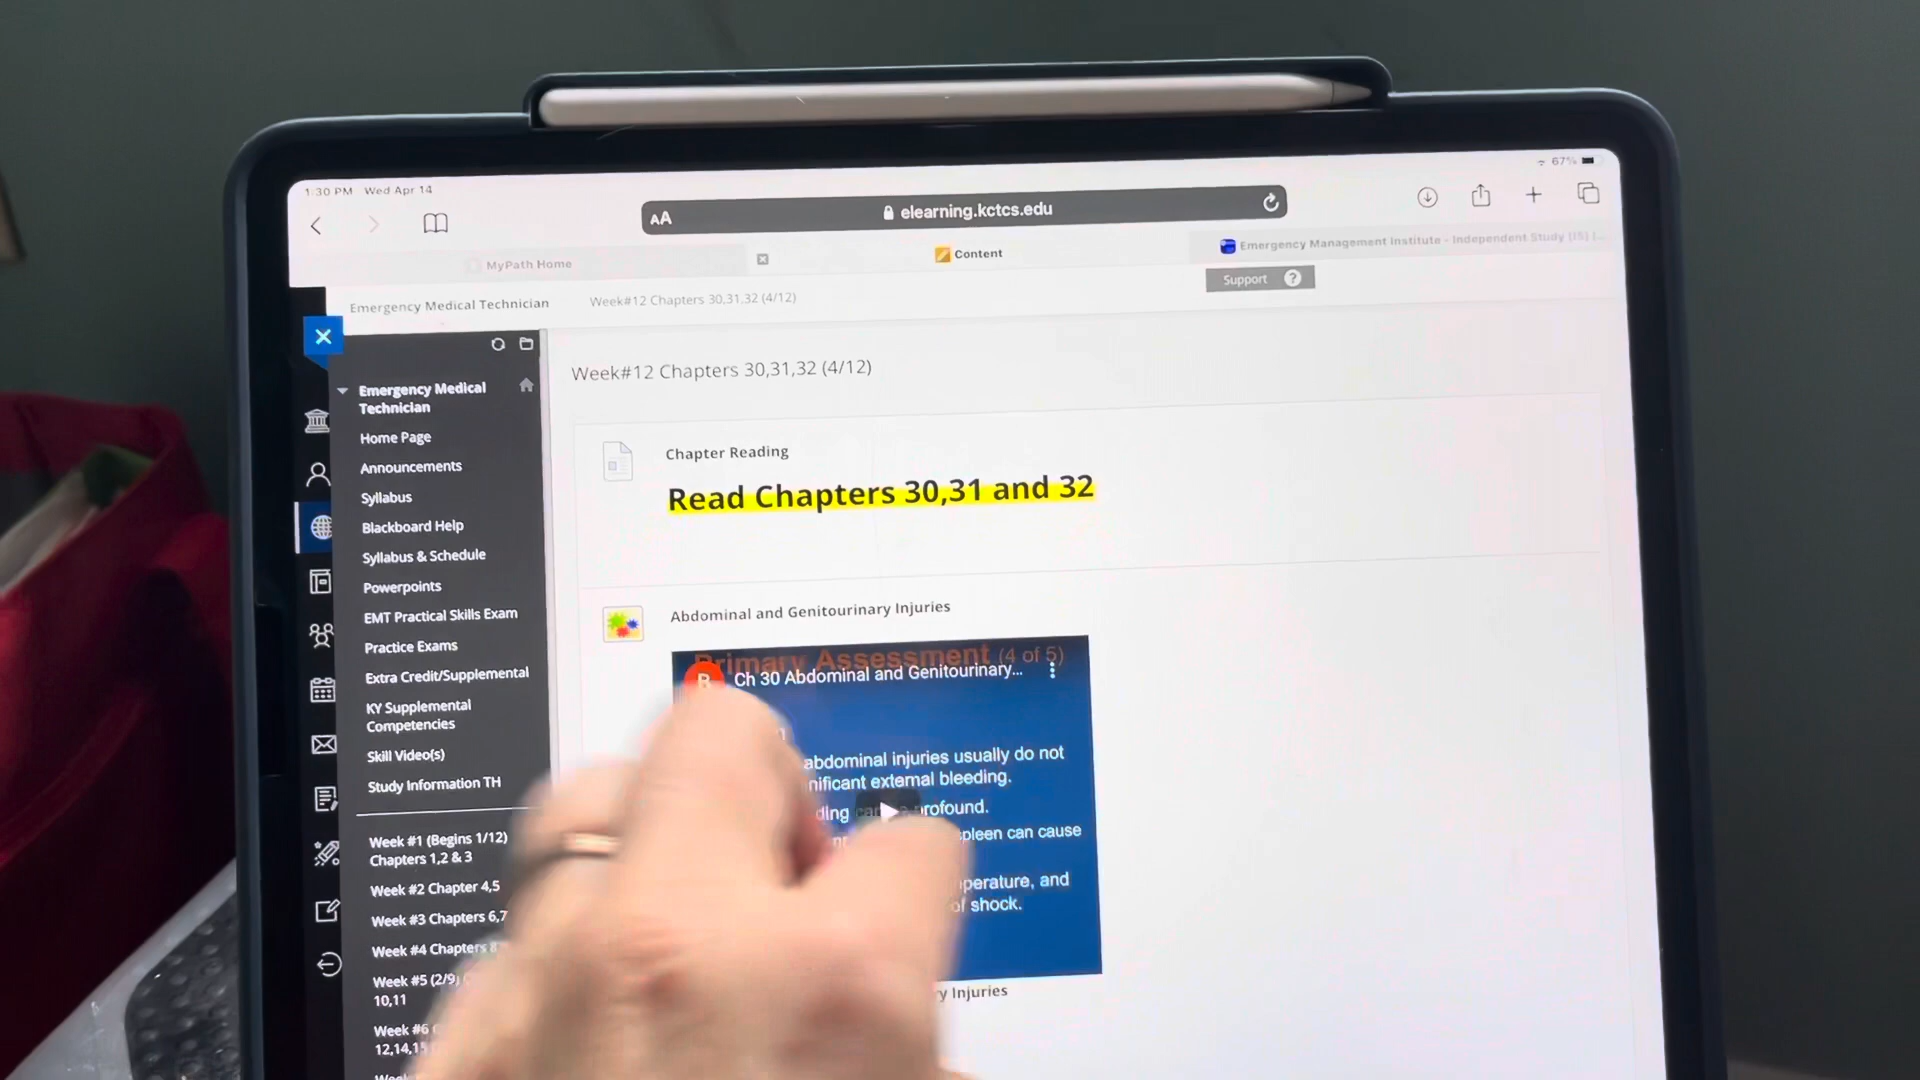 1:30 PM Wed Apr 14
67%
AA
elearning.kctcs.edu
MyPath Home
Content
Emergency Management Institute - Independent Study (IS) |...
Support ?
Emergency Medical Technician
Week#12 Chapters 30,31,32 (4/12)
Emergency Medical
Technician
Home Page
Announcements
Syllabus
Blackboard Help
Syllabus & Schedule
Powerpoints
EMT Practical Skills Exam
Practice Exams
Extra Credit/Supplemental
KY Supplemental
Competencies
Skill Video(s)
Study Information TH
Week #1 (Begins 1/12)
Chapters 1,2 & 3
Week #2 Chapter 4,5
Week #3 Chapters 6,7
Week #4 Chapters 8
Week #5 (2/9)
10,11
Week #6
12,14,15
Week#12 Chapters 30,31,32 (4/12)
Chapter Reading
Read Chapters 30,31 and 32
Abdominal and Genitourinary Injuries
Primary Assessment (4 of 5)
Ch 30 Abdominal and Genitourinary...
abdominal injuries usually do not
external bleeding.
profound.
spleen can cause
and
of shock.
Injuries